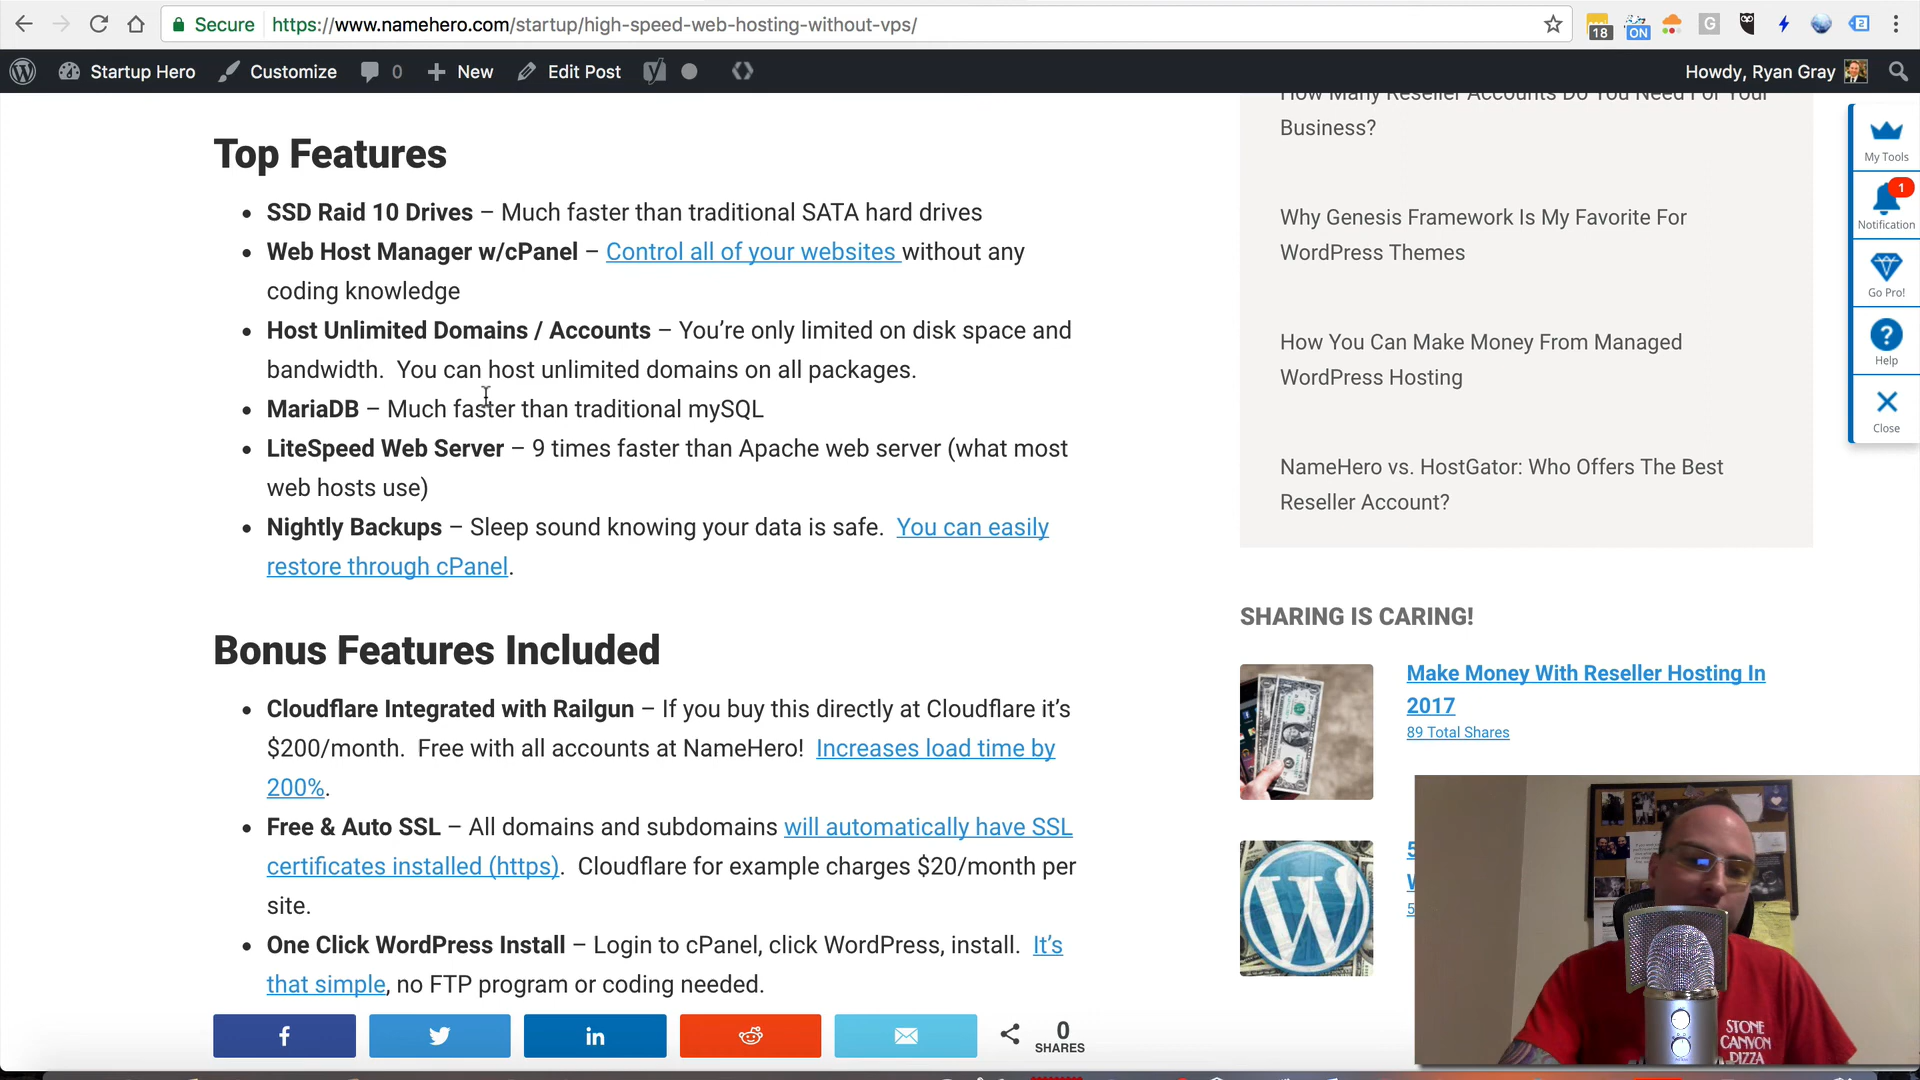 Secure https://www.namehero.com/startup/high-speed-web-hosting-without-vps/
18
ON
G
2
Startup Hero Customize 0 New Edit Post
Howdy, Ryan Gray
Top Features
SSD Raid 10 Drives – Much faster than traditional SATA hard drives
Web Host Manager w/cPanel – Control all of your websites without any
coding knowledge
Host Unlimited Domains / Accounts – You’re only limited on disk space and
bandwidth. You can host unlimited domains on all packages.
MariaDB – Much faster than traditional mySQL
LiteSpeed Web Server – 9 times faster than Apache web server (what most
web hosts use)
Nightly Backups – Sleep sound knowing your data is safe. You can easily
restore through cPanel.
Bonus Features Included
Cloudflare Integrated with Railgun – If you buy this directly at Cloudflare it’s
$200/month. Free with all accounts at NameHero! Increases load time by
200%.
Free & Auto SSL – All domains and subdomains will automatically have SSL
certificates installed (https). Cloudflare for example charges $20/month per
site.
One Click WordPress Install – Login to cPanel, click WordPress, install. It’s
that simple, no FTP program or coding needed.
0
SHARES
How Many Reseller Accounts Do You Need For Your
Business?
Why Genesis Framework Is My Favorite For
WordPress Themes
How You Can Make Money From Managed
WordPress Hosting
NameHero vs. HostGator: Who Offers The Best
Reseller Account?
SHARING IS CARING!
Make Money With Reseller Hosting In
2017
89 Total Shares
5
W
5
My Tools
1
Notification
Go Pro!
Help
Close
STONE
CANYON
PIZZA